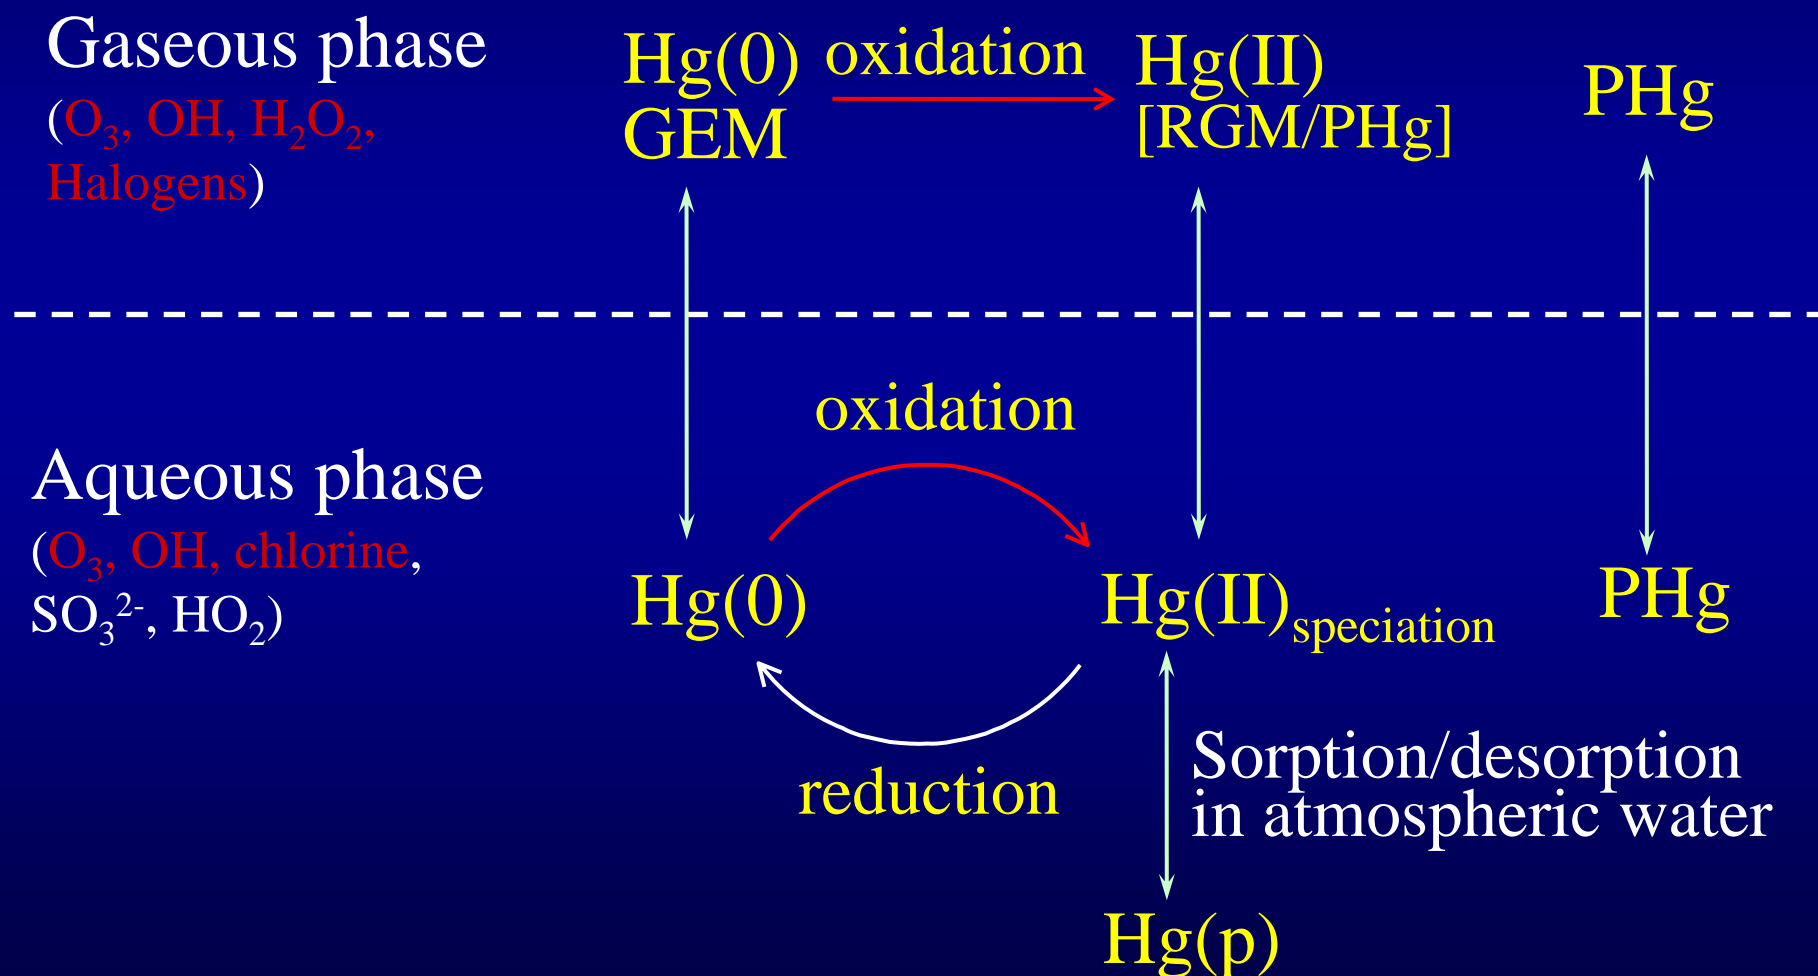 Gaseous phase
(O₃, OH, H₂O₂,
Halogens)
Hg(0)
GEM
oxidation
Hg(II)
[RGM/PHg]
PHg
oxidation
Aqueous phase
(O₃, OH, chlorine,
SO₃²⁻, HO₂)
Hg(0)
Hg(II)speciation
PHg
reduction
Sorption/desorption
in atmospheric water
Hg(p)